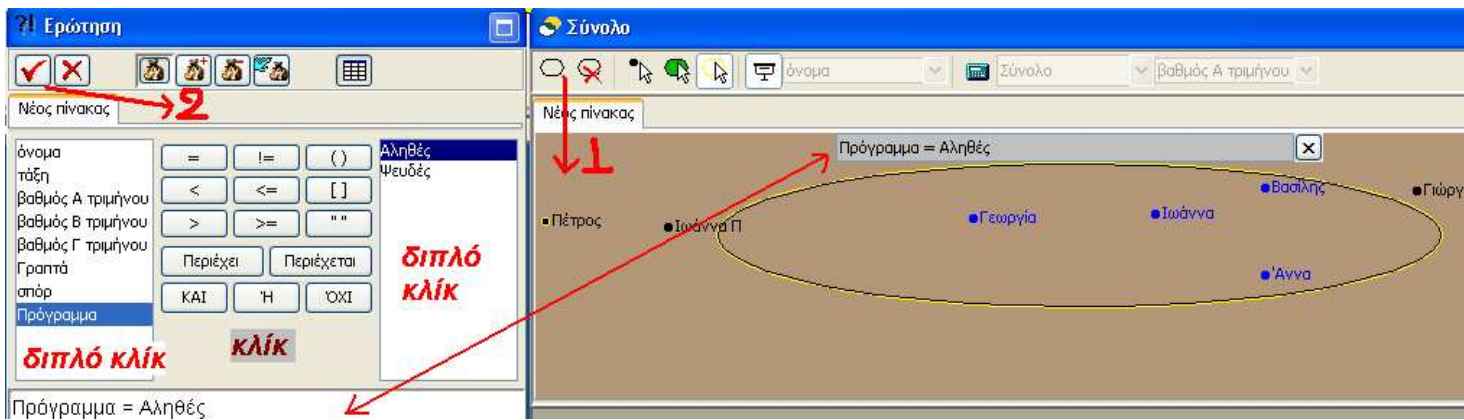 ?! Ερώτηση
2
Νέος πίνακας
όνομα
τάξη
βαθμός Α τριμήνου
βαθμός Β τριμήνου
βαθμός Γ τριμήνου
Γραπτά
σπόρ
Πρόγραμμα
= != ( )
< <= [ ]
> >= " "
Περιέχει Περιέχεται
ΚΑΙ Ή ΌΧΙ
Αληθές
Ψευδές
διπλό κλίκ
κλίκ
διπλό
κλίκ
Πρόγραμμα = Αληθές
Σύνολο
όνομα Σύνολο βαθμός Α τριμήνου
Νέος πίνακας
1
Πρόγραμμα = Αληθές
Πέτρος
Ιωάννα Π
Γεωργία
Ιωάννα
Βασίλης
Γιώργ
Άννα